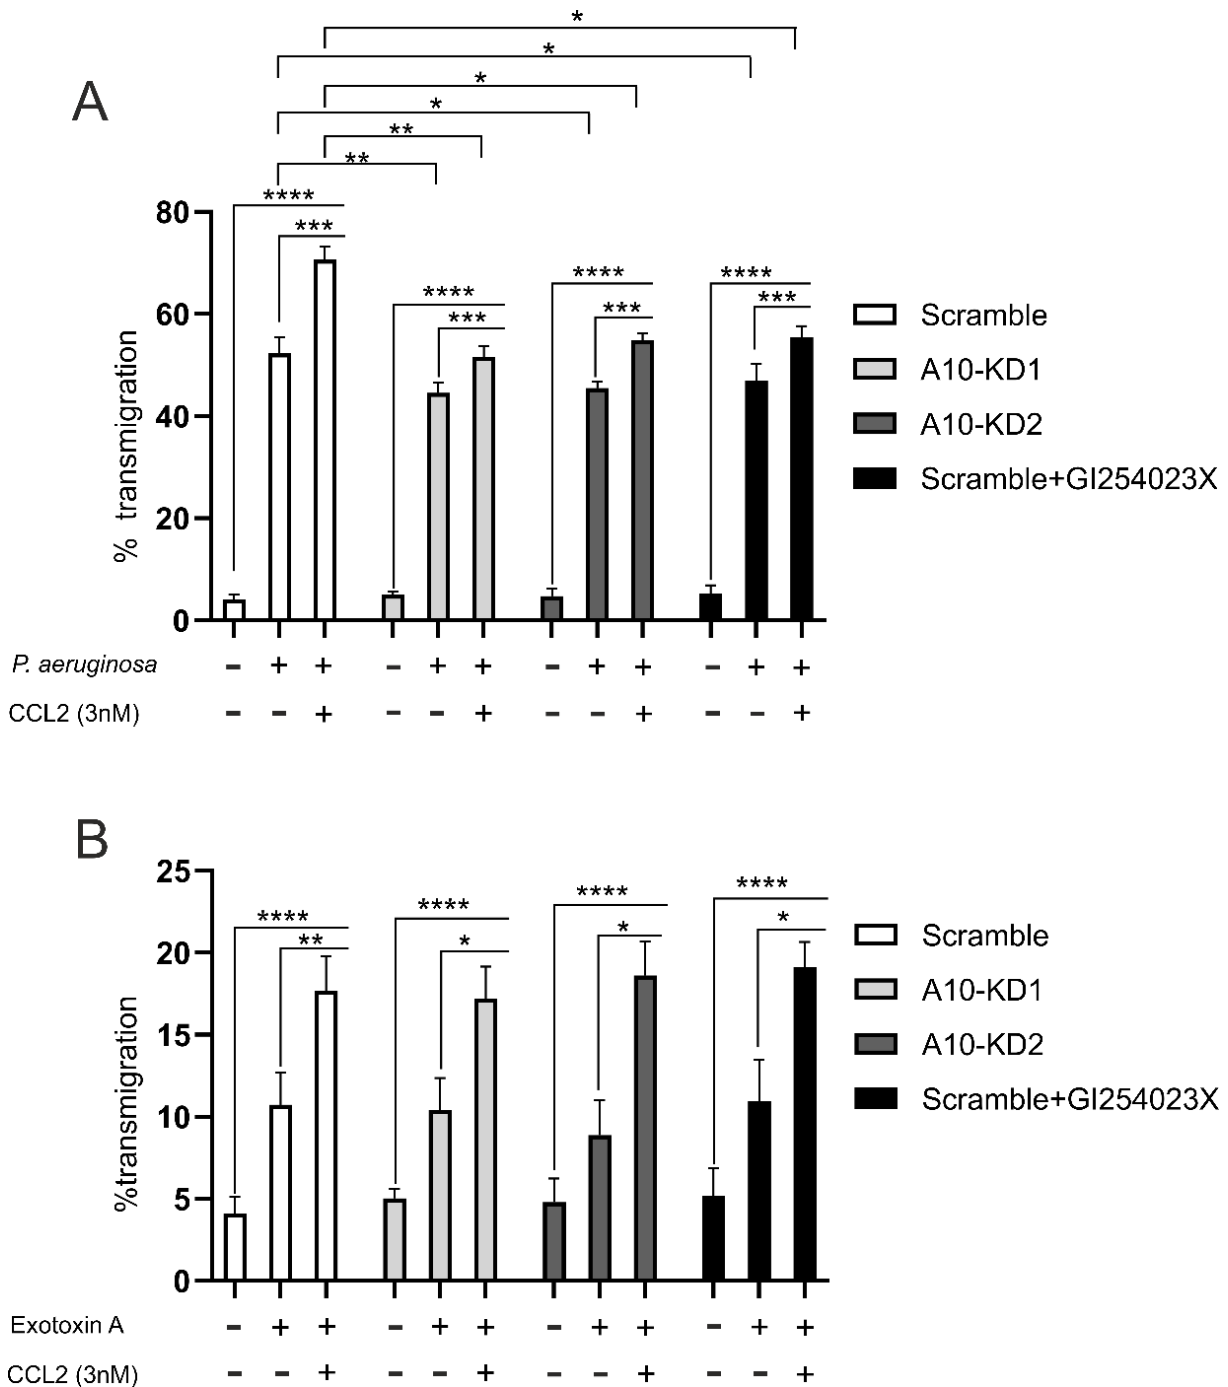 *
*
A
*
*
**
**
****
***
****
***
****
***
****
***
80
60
40
20
0
% transmigration
Scramble
A10-KD1
A10-KD2
Scramble+GI254023X
P. aeruginosa - + + - + + - + + - + +
CCL2 (3nM) - - + - - + - - + - - +
B
****
**
****
*
****
*
****
*
25
20
15
10
5
0
%transmigration
Scramble
A10-KD1
A10-KD2
Scramble+GI254023X
Exotoxin A - + + - + + - + + - + +
CCL2 (3nM) - - + - - + - - + - - +